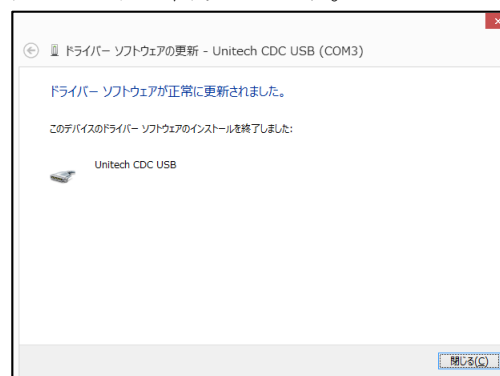 ドライバー ソフトウェアの更新 - Unitech CDC USB (COM3)
ドライバー ソフトウェアが正常に更新されました。
このデバイスのドライバー ソフトウェアのインストールを終了しました:
Unitech CDC USB
閉じる(C)